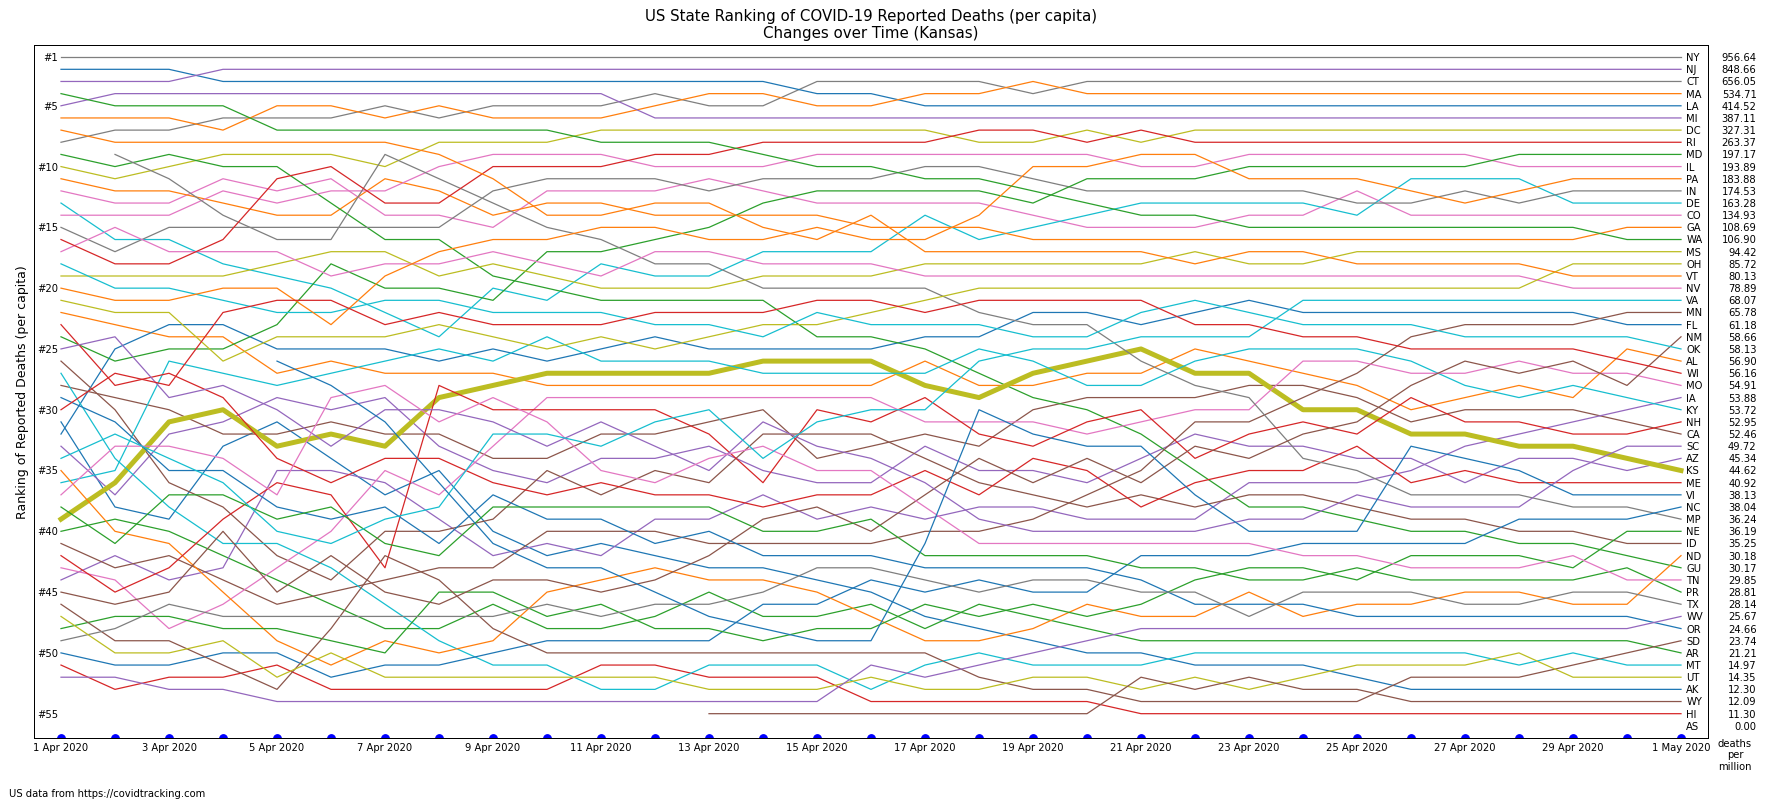 US State Ranking of COVID-19 Reported Deaths (per capita)
Changes over Time (Kansas)
Ranking of Reported Deaths (per capita)
#1
#5
#10
#15
#20
#25
#30
#35
#40
#45
#50
#55
NY 956.64
NJ 848.66
CT 656.05
MA 534.71
LA 414.52
MI 387.11
DC 327.31
RI 263.37
MD 197.17
IL 193.89
PA 183.88
IN 174.53
DE 163.28
CO 134.93
GA 108.69
WA 106.90
MS 94.42
OH 85.72
VT 80.13
NV 78.89
VA 68.07
MN 65.78
FL 61.18
NM 58.66
OK 58.13
AL 56.90
WI 56.16
MO 54.91
IA 53.88
KY 53.72
NH 52.95
CA 52.46
SC 49.72
AZ 45.34
KS 44.62
ME 40.92
VI 38.13
NC 38.04
MP 36.24
NE 36.19
ID 35.25
ND 30.18
GU 30.17
TN 29.85
PR 28.81
TX 28.14
WV 25.67
OR 24.66
SD 23.74
AR 21.21
MT 14.97
UT 14.35
AK 12.30
WY 12.09
HI 11.30
AS 0.00
1 Apr 2020 3 Apr 2020 5 Apr 2020 7 Apr 2020 9 Apr 2020 11 Apr 2020 13 Apr 2020 15 Apr 2020 17 Apr 2020 19 Apr 2020 21 Apr 2020 23 Apr 2020 25 Apr 2020 27 Apr 2020 29 Apr 2020 1 May 2020
deaths
per
million
US data from https://covidtracking.com